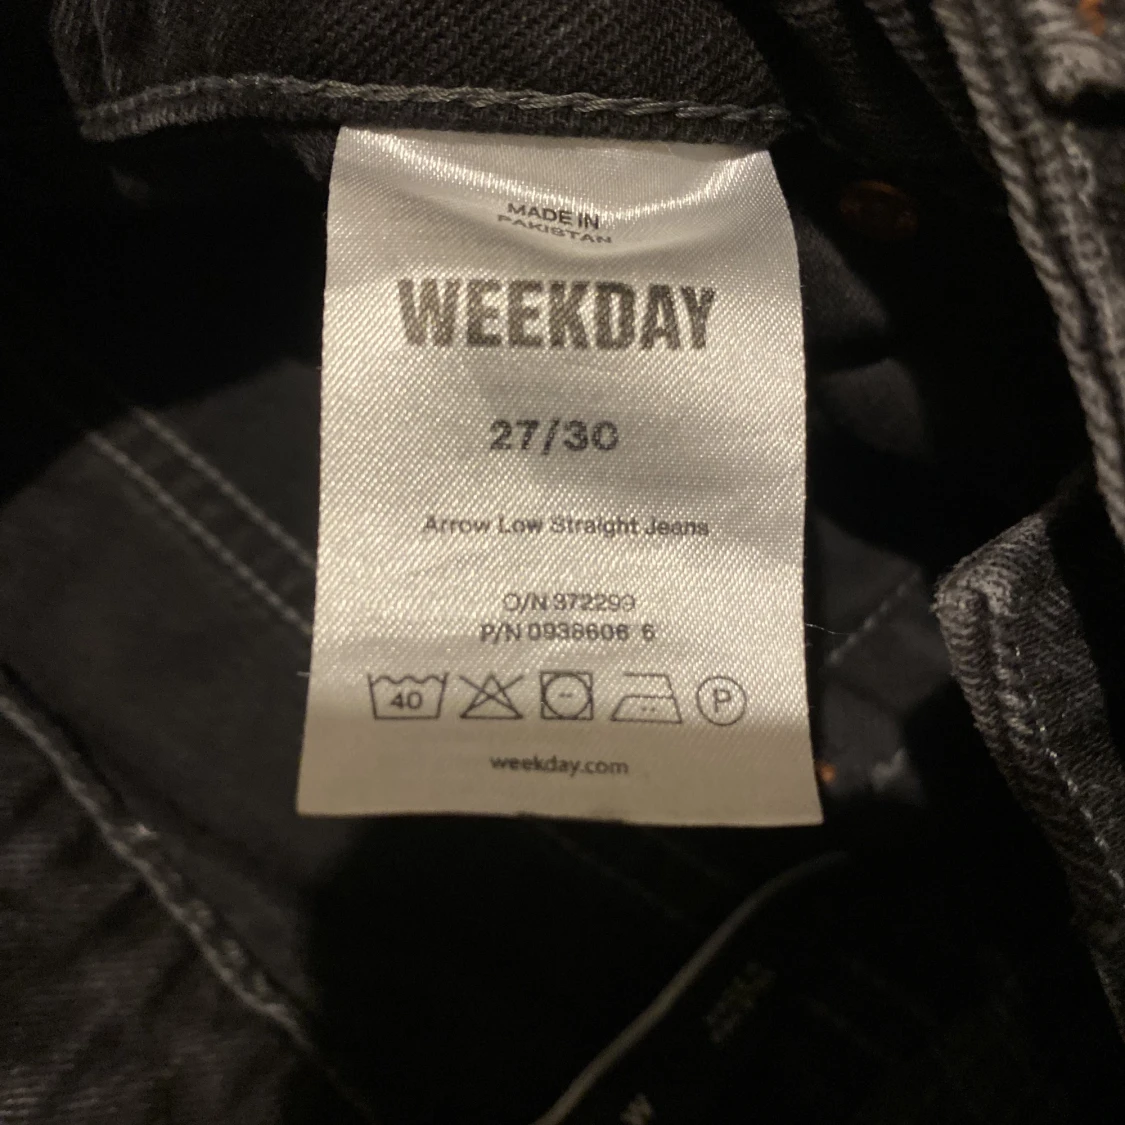 MADE IN
PAKISTAN
WEEKDAY
27/30
Arrow Low Straight Jeans
O/N 372299
P/N 0938606 6
40
P
weekday.com
W